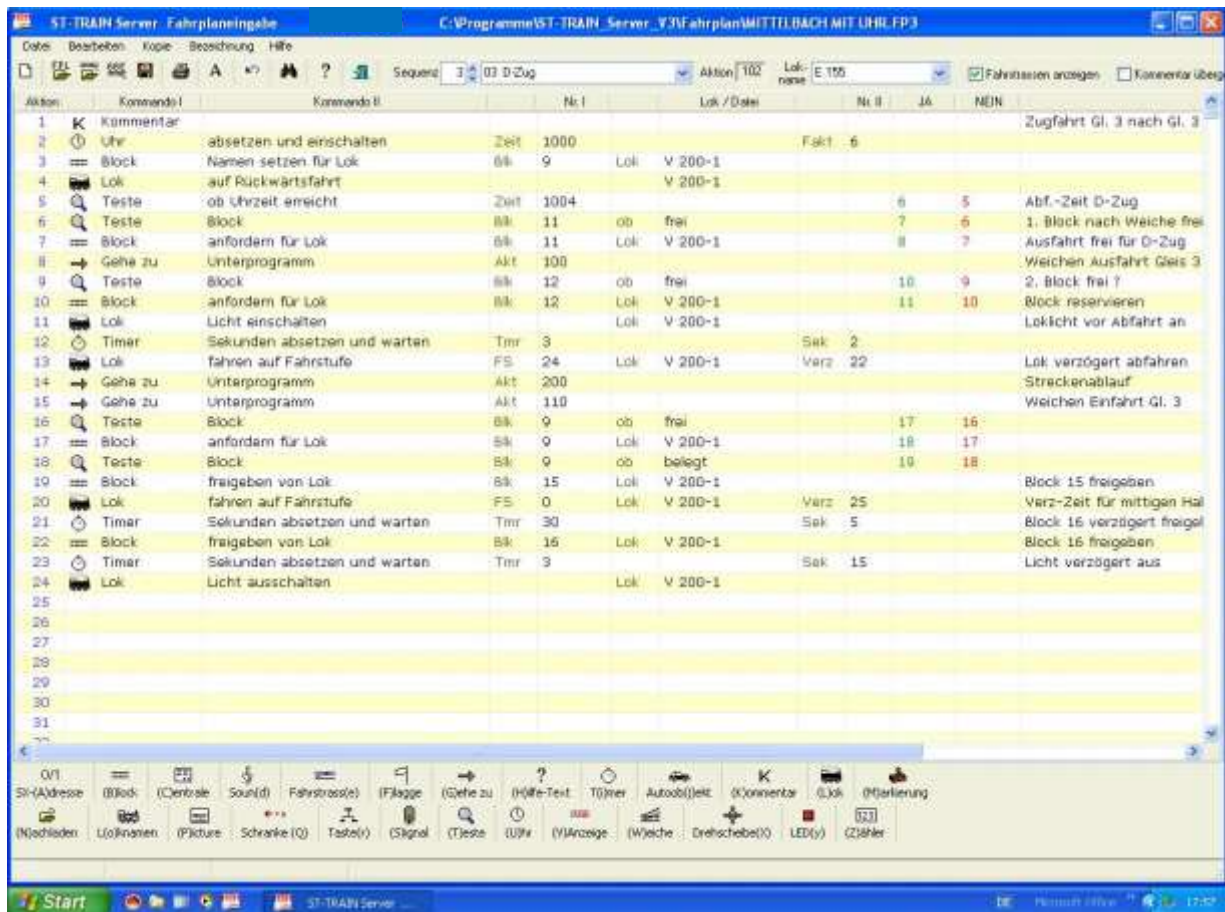 ST-TRAIN Server Fahrplaneingabe C:\Programme\ST-TRAIN_Server_V3\Fahrplan\MITTELBACH MIT UHR.FP3
Datei Bearbeiten Kopie Bezeichnung Hilfe
A ? Sequenz 3 03 D-Zug Aktion 102 Lok-name E 155 Fahrstrassen anzeigen Kommentar überg
Aktion Kommando I Kommando II Nr. I Lok / Datei Nr. II JA NEIN
1 K Kommentar Zugfahrt Gl. 3 nach Gl. 3
2 Uhr absetzen und einschalten Zeit 1000 Fakt 6
3 Block Namen setzen für Lok Blk 9 Lok V 200-1
4 Lok auf Rückwärtsfahrt V 200-1
5 Teste ob Uhrzeit erreicht Zeit 1004 6 5 Abf.-Zeit D-Zug
6 Teste Block Blk 11 ob frei 7 6 1. Block nach Weiche frei
7 Block anfordern für Lok Blk 11 Lok V 200-1 8 7 Ausfahrt frei für D-Zug
8 Gehe zu Unterprogramm Akt 100 Weichen Ausfahrt Gleis 3
9 Teste Block Blk 12 ob frei 10 9 2. Block frei ?
10 Block anfordern für Lok Blk 12 Lok V 200-1 11 10 Block reservieren
11 Lok Licht einschalten Lok V 200-1 Loklicht vor Abfahrt an
12 Timer Sekunden absetzen und warten Tmr 3 Sek 2
13 Lok fahren auf Fahrstufe FS 24 Lok V 200-1 Verz 22 Lok verzögert abfahren
14 Gehe zu Unterprogramm Akt 200 Streckenablauf
15 Gehe zu Unterprogramm Akt 110 Weichen Einfahrt Gl. 3
16 Teste Block Blk 9 ob frei 17 16
17 Block anfordern für Lok Blk 9 Lok V 200-1 18 17
18 Teste Block Blk 9 ob belegt 19 18
19 Block freigeben von Lok Blk 15 Lok V 200-1 Block 15 freigeben
20 Lok fahren auf Fahrstufe FS 0 Lok V 200-1 Verz 25 Verz-Zeit für mittigen Hal
21 Timer Sekunden absetzen und warten Tmr 30 Sek 5 Block 16 verzögert freigel
22 Block freigeben von Lok Blk 16 Lok V 200-1 Block 16 freigeben
23 Timer Sekunden absetzen und warten Tmr 3 Sek 15 Licht verzögert aus
24 Lok Licht ausschalten Lok V 200-1
25
26
27
28
29
30
31
0/1 ? K
SX-(A)dresse (B)lock (C)entrale Soun(d) Fahrstrass(e) (F)lagge (G)ehe zu (H)ilfe-Text T(i)mer Autoob(j)ekt (K)ommentar (L)ok (M)arkierung
123
(N)achladen L(o)knamen (P)icture Schranke (Q) Taste(r) (S)ignal (T)este (U)hr (V)Anzeige (W)eiche Drehscheibe(X) LED(y) (Z)ähler
Start ST-TRAIN Server ... DE Microsoft Office 17:57